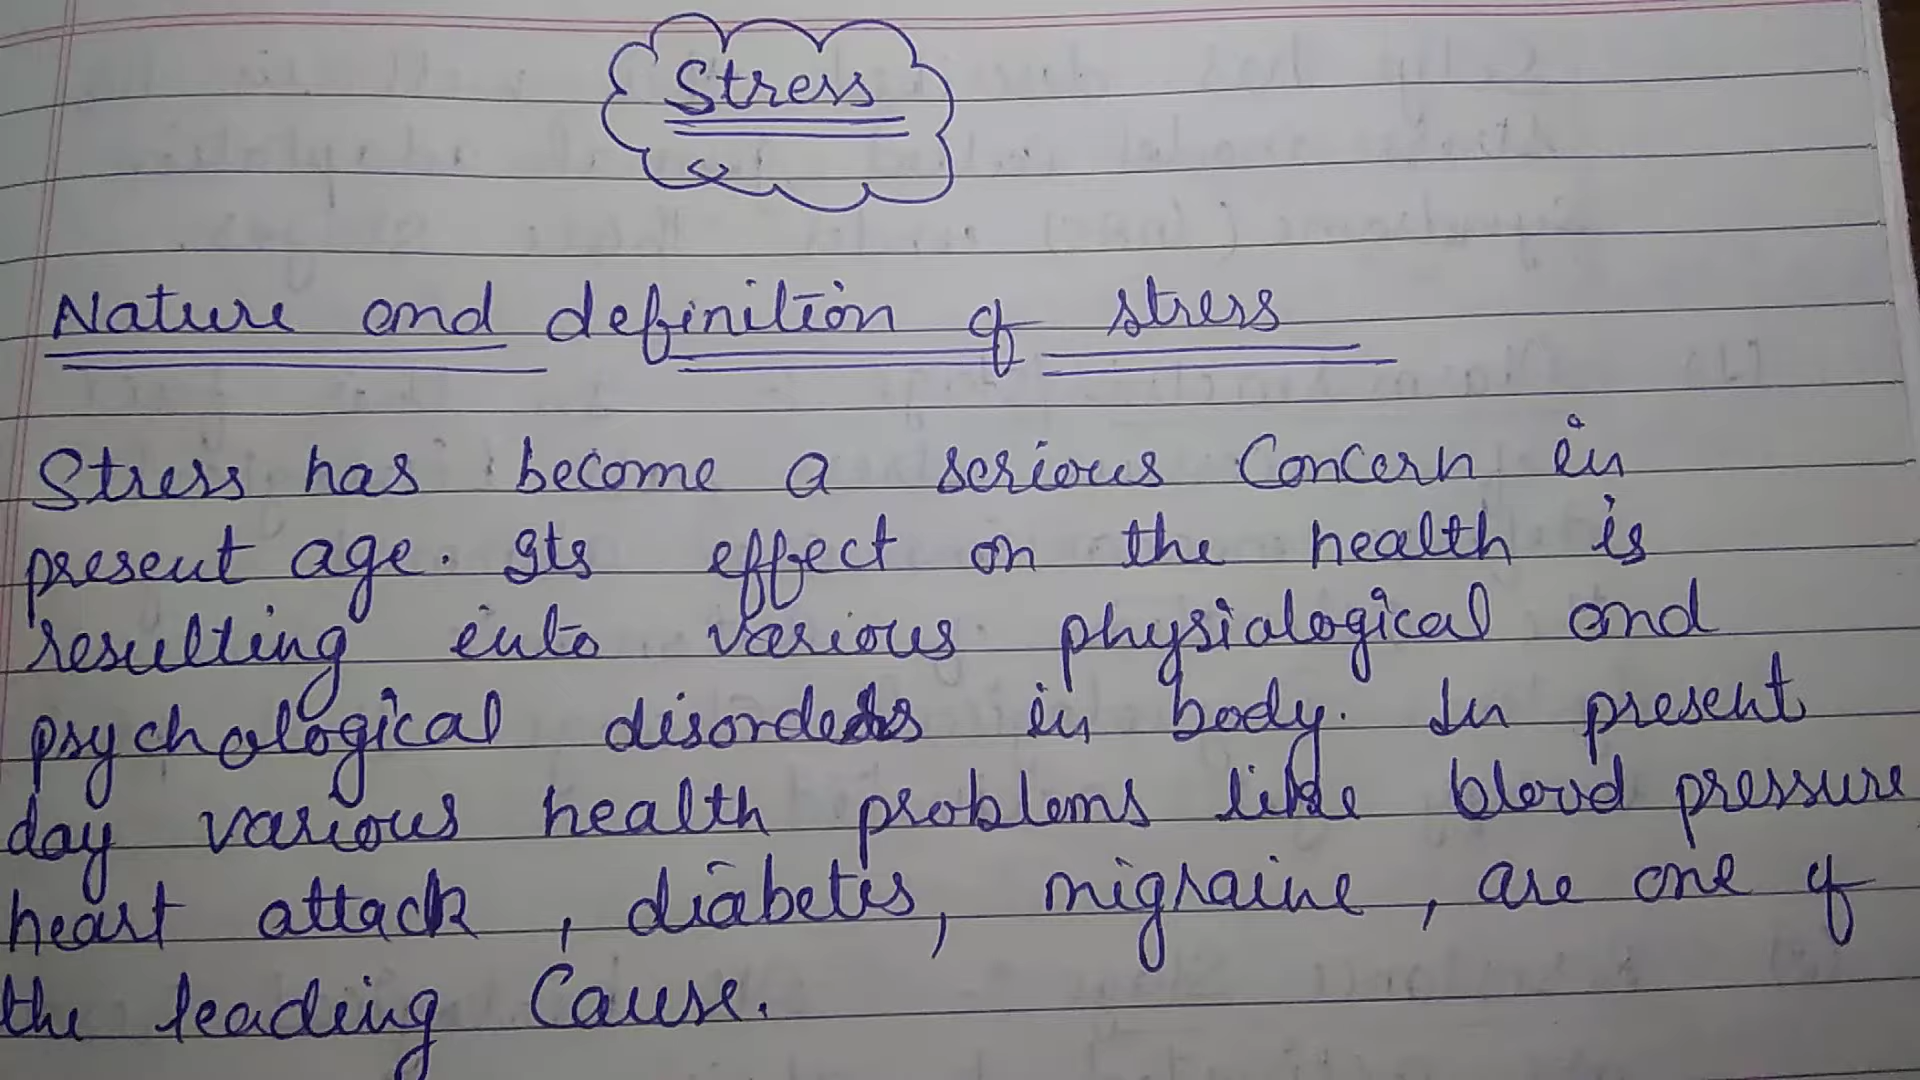 Stress
Nature and definition of stress
Stress has become a serious Concern in
present age. Its effect on the health is
resulting into various physialogical and
psychological disorders in body. In present
day various health problems like blood pressure
heart attack, diabetes, migraine, are one of
the leading Cause.